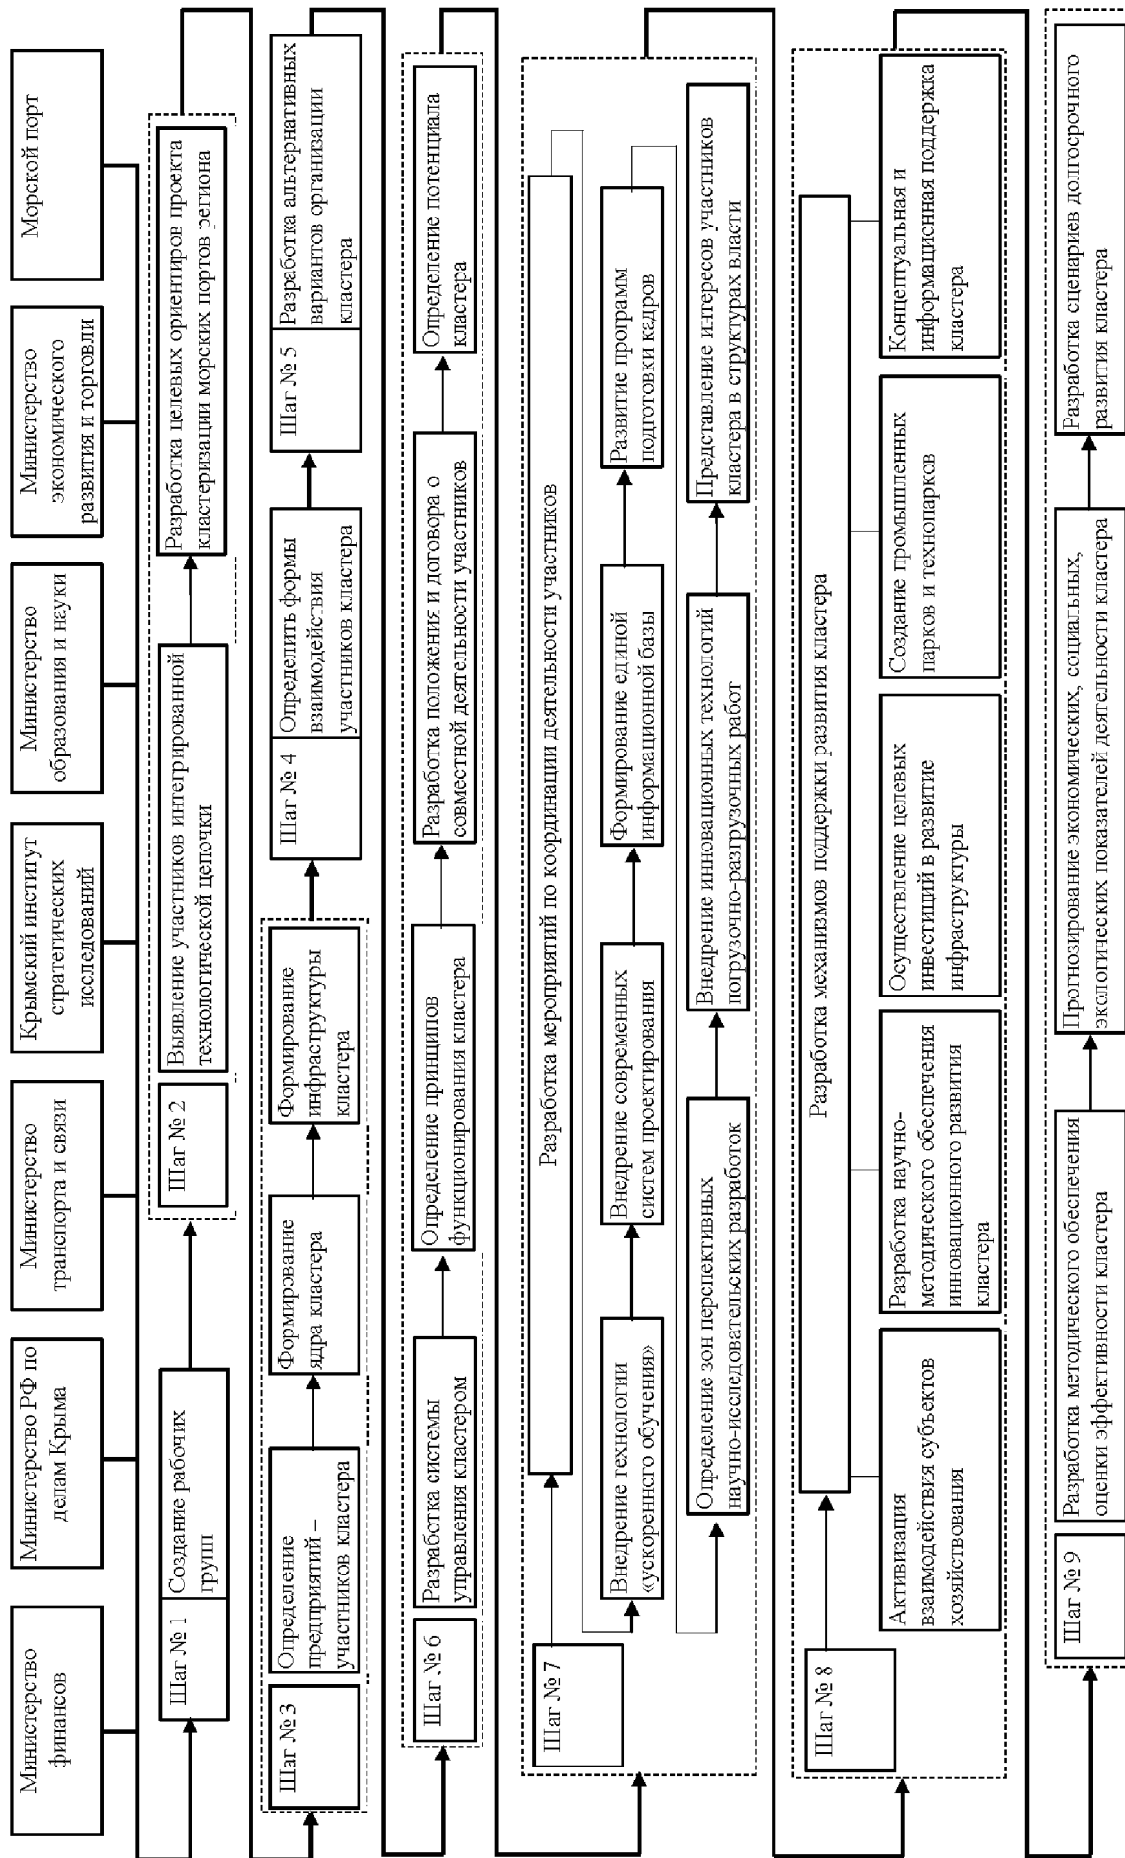 Министерство
финансов
Министерство РФ по
делам Крыма
Министерство
транспорта и связи
Крымский институт
стратегических
исследований
Министерство
образования и науки
Министерство
экономического
развития и торговли
Морской порт
Шаг № 1
Создание рабочих
групп
Шаг № 2
Выявление участников интегрированной
технологической цепочки
Разработка целевых ориентиров проекта
кластеризации морских портов региона
Шаг № 3
Определение
предприятий –
участников кластера
Формирование
ядра кластера
Формирование
инфраструктуры
кластера
Шаг № 4
Определить формы
взаимодействия
участников кластера
Шаг № 5
Разработка альтернативных
вариантов организации
кластера
Шаг № 6
Разработка системы
управления кластером
Определение принципов
функционирования кластера
Разработка положения и договора о
совместной деятельности участников
Определение потенциала
кластера
Шаг № 7
Разработка мероприятий по координации деятельности участников
Внедрение технологии
«ускоренного обучения»
Внедрение современных
систем проектирования
Формирование единой
информационной базы
Развитие программ
подготовки кадров
Определение зон перспективных
научно-исследовательских разработок
Внедрение инновационных технологий
погрузочно-разгрузочных работ
Представление интересов участников
кластера в структурах власти
Шаг № 8
Разработка механизмов поддержки развития кластера
Активизация
взаимодействия субъектов
хозяйствования
Разработка научно-
методического обеспечения
инновационного развития
кластера
Осуществление целевых
инвестиций в развитие
инфраструктуры
Создание промышленных
парков и технопарков
Концептуальная и
информационная поддержка
кластера
Шаг № 9
Разработка методического обеспечения
оценки эффективности кластера
Прогнозирование экономических, социальных,
экологических показателей деятельности кластера
Разработка сценариев долгосрочного
развития кластера